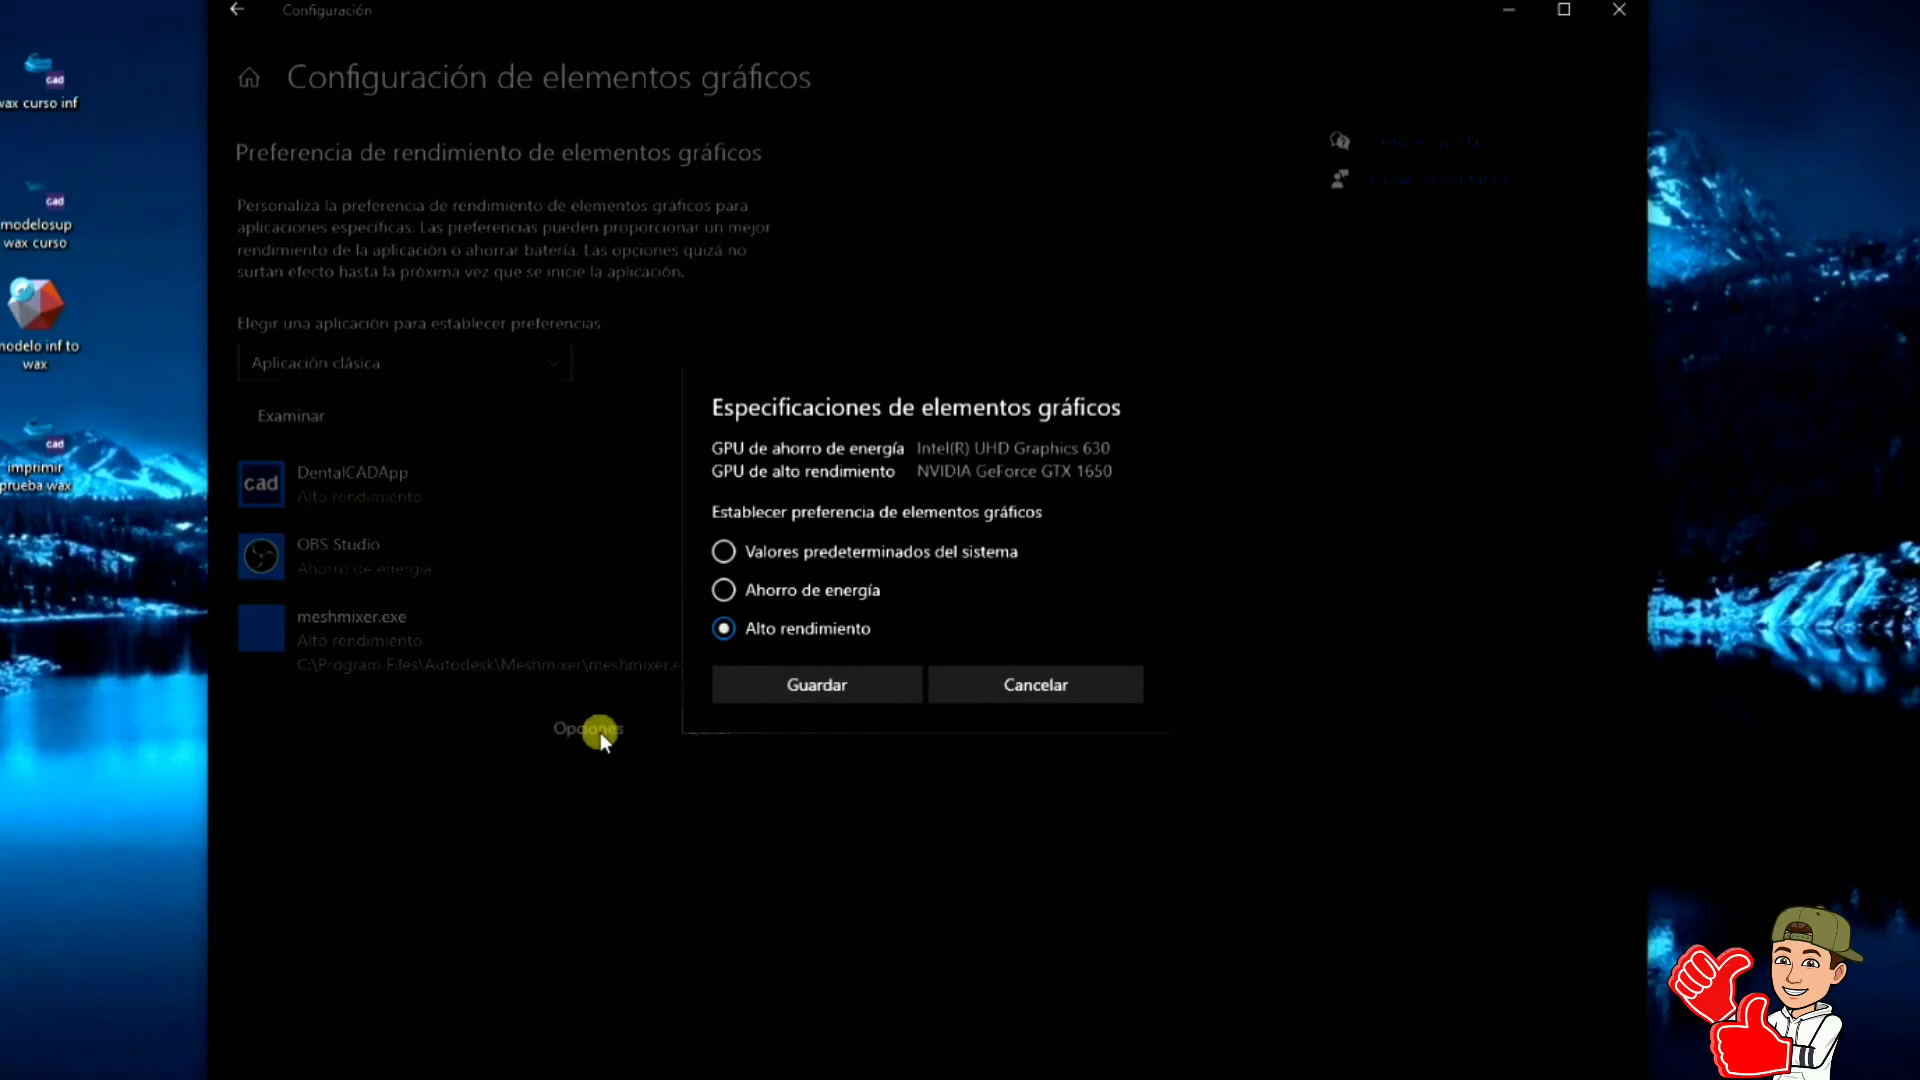 Configuración
Configuración de elementos gráficos
Preferencia de rendimiento de elementos gráficos
Personaliza la preferencia de rendimiento de elementos gráficos para
aplicaciones específicas. Las preferencias pueden proporcionar un mejor
rendimiento de la aplicación o ahorrar batería. Las opciones quizá no
surtan efecto hasta la próxima vez que se inicie la aplicación.
Elegir una aplicación para establecer preferencias
Aplicación clásica
Examinar
cad
DentalCADApp
Alto rendimiento
OBS Studio
Ahorro de energía
meshmixer.exe
Alto rendimiento
C:\Program Files\Autodesk\Meshmixer\meshmixer.e
Opciones
Especificaciones de elementos gráficos
GPU de ahorro de energía Intel(R) UHD Graphics 630
GPU de alto rendimiento NVIDIA GeForce GTX 1650
Establecer preferencia de elementos gráficos
Valores predeterminados del sistema
Ahorro de energía
Alto rendimiento
Guardar
Cancelar
cad
wax curso inf
cad
modelosup
wax curso
modelo inf to
wax
cad
imprimir
prueba wax